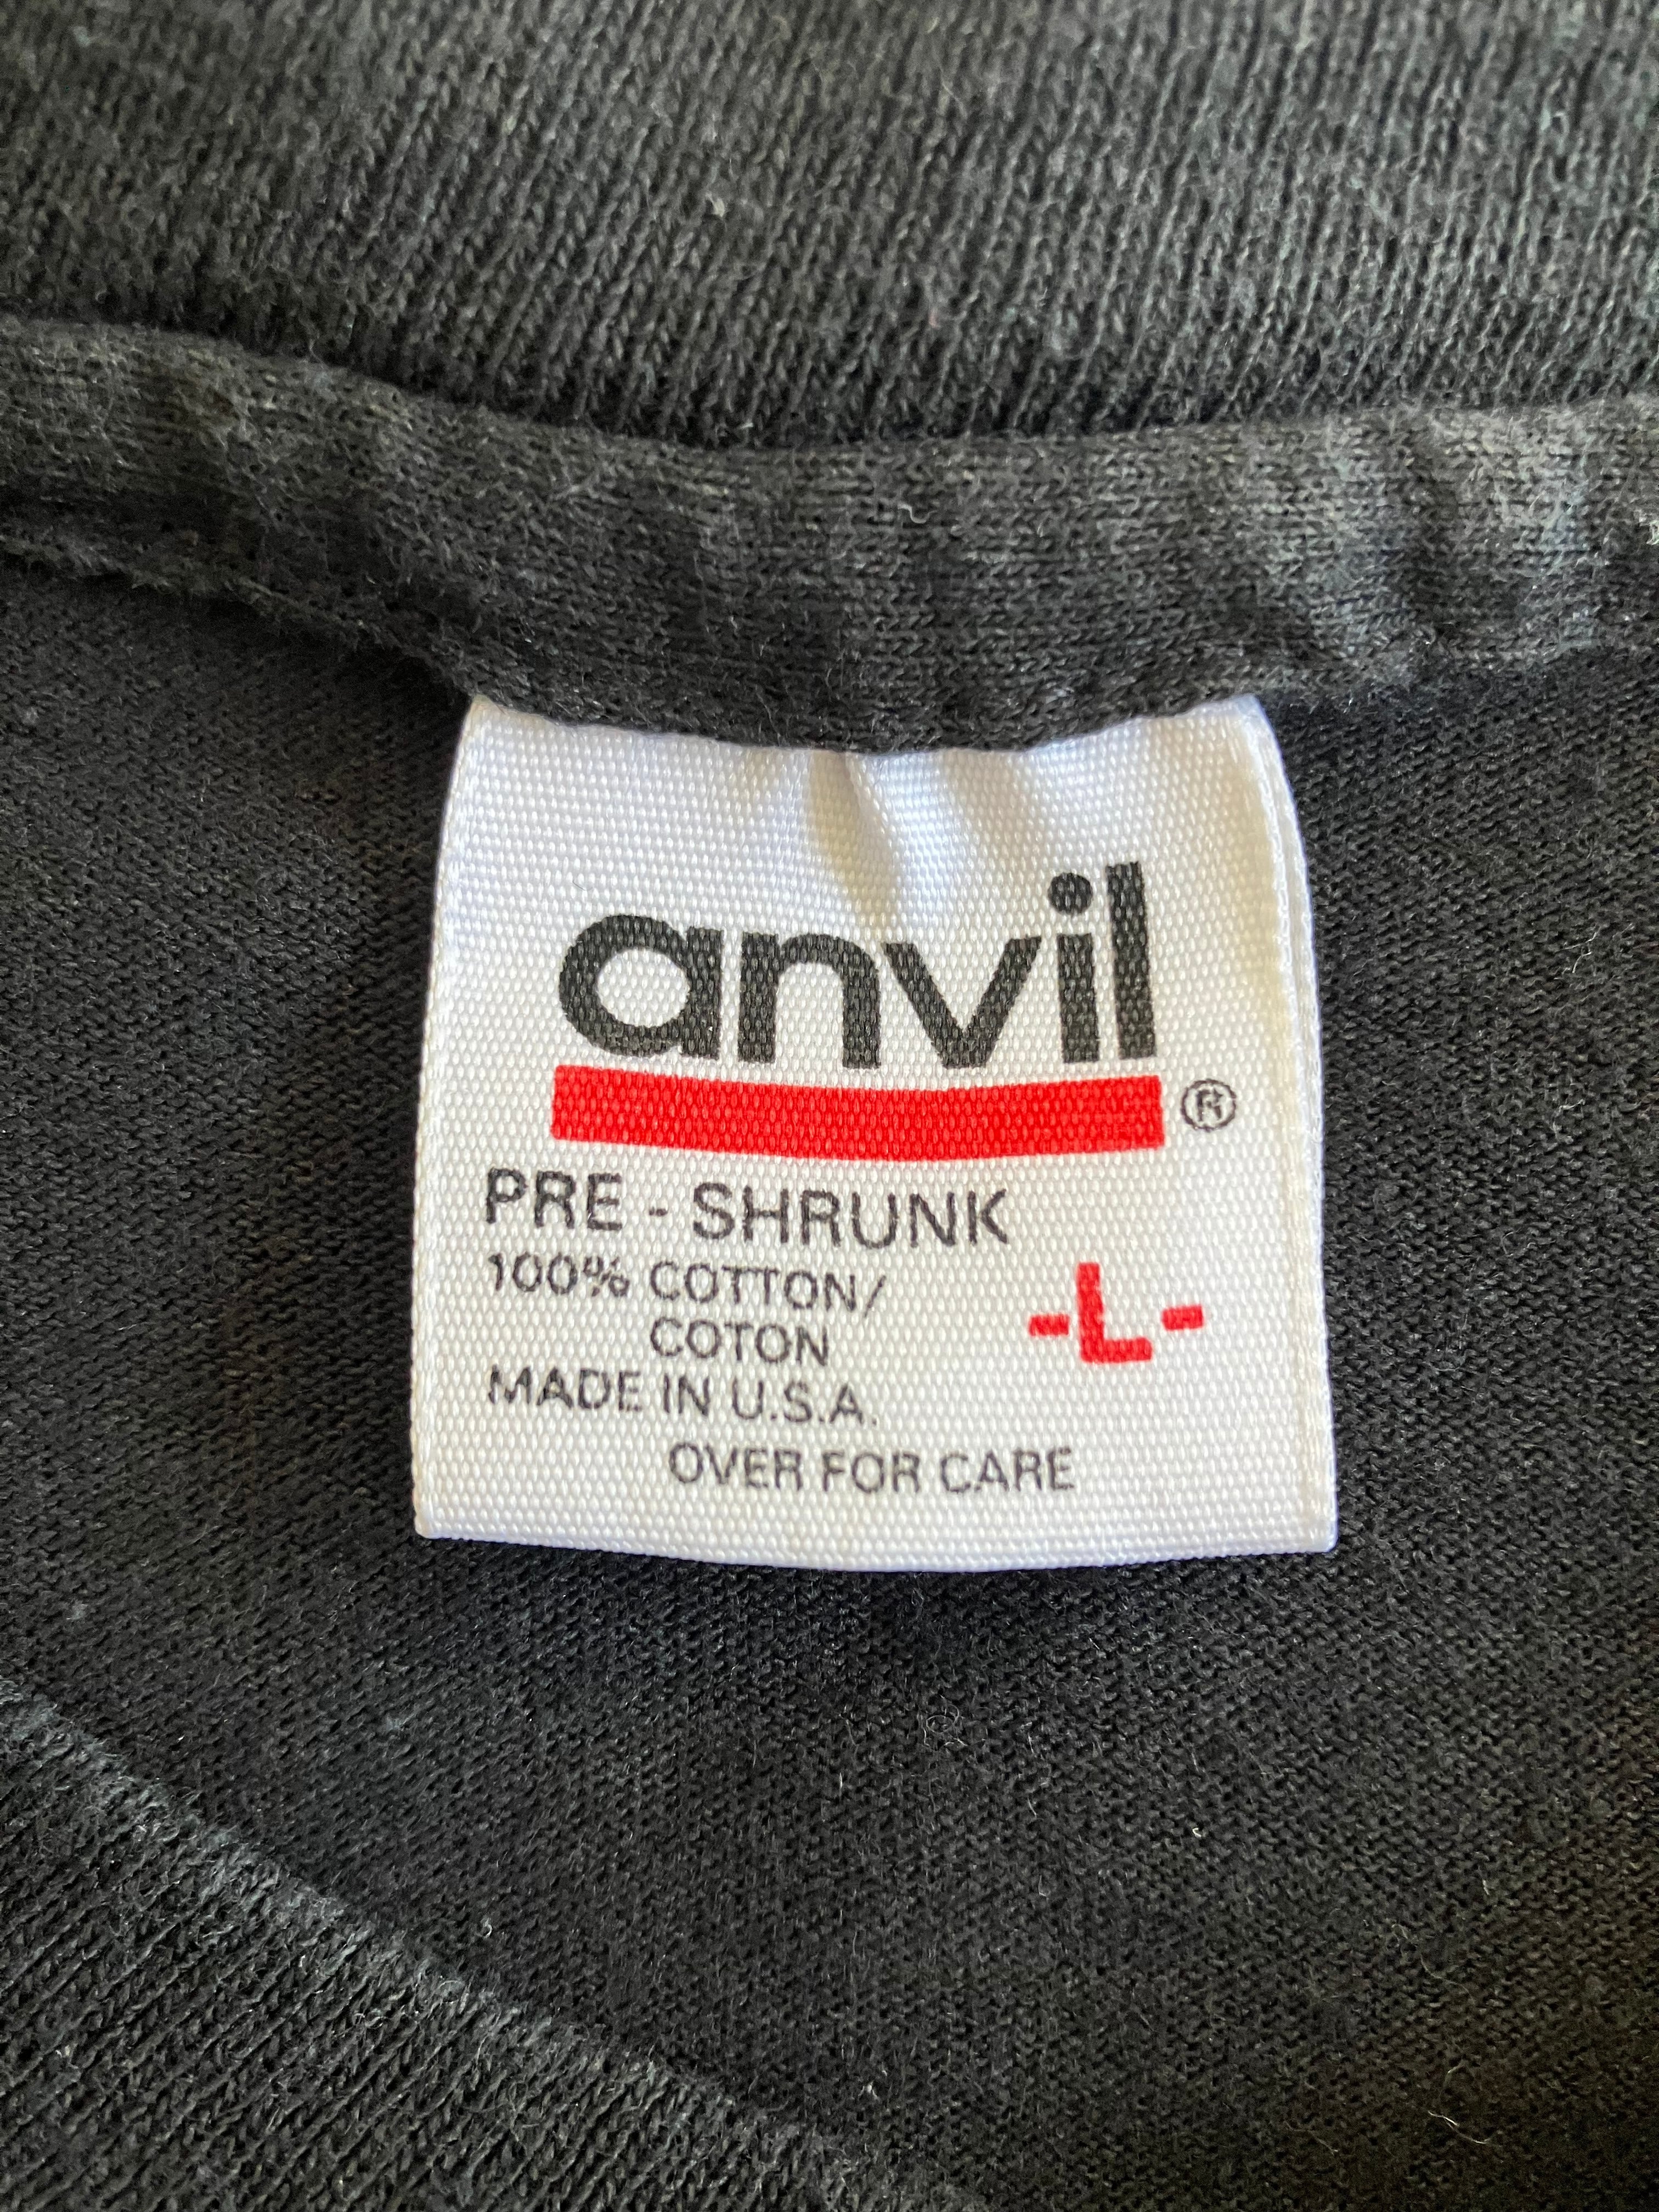 anvil
®
PRE - SHRUNK
100% COTTON/
COTON
-L-
MADE IN U.S.A.
OVER FOR CARE